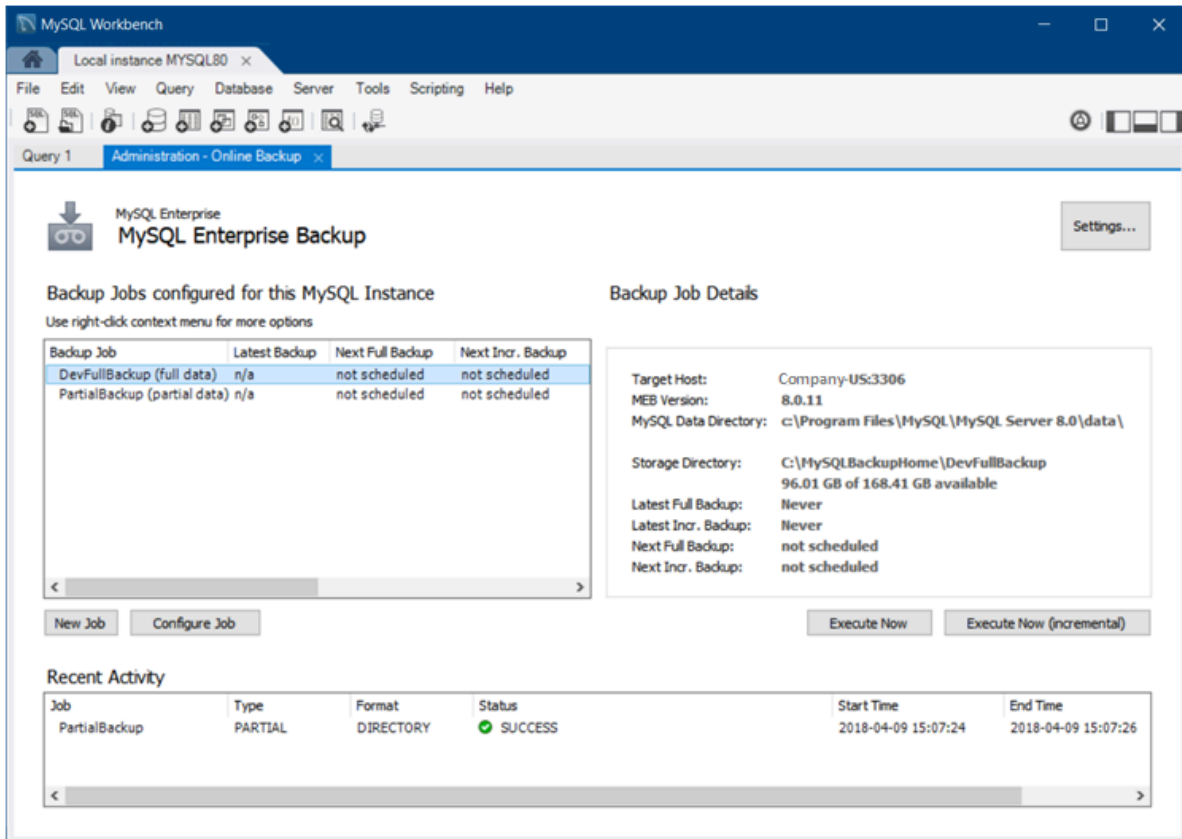 MySQL Workbench
Local instance MYSQL80
File Edit View Query Database Server Tools Scripting Help
Query 1 Administration - Online Backup
MySQL Enterprise
MySQL Enterprise Backup
Settings...
Backup Jobs configured for this MySQL Instance
Use right-click context menu for more options
Backup Job Latest Backup Next Full Backup Next Incr. Backup
DevFullBackup (full data) n/a not scheduled not scheduled
PartialBackup (partial data) n/a not scheduled not scheduled
New Job Configure Job
Backup Job Details
Target Host: Company-US:3306
MEB Version: 8.0.11
MySQL Data Directory: c:\Program Files\MySQL\MySQL Server 8.0\data\
Storage Directory: C:\MySQLBackupHome\DevFullBackup
96.01 GB of 168.41 GB available
Latest Full Backup: Never
Latest Incr. Backup: Never
Next Full Backup: not scheduled
Next Incr. Backup: not scheduled
Execute Now Execute Now (incremental)
Recent Activity
Job Type Format Status Start Time End Time
PartialBackup PARTIAL DIRECTORY SUCCESS 2018-04-09 15:07:24 2018-04-09 15:07:26